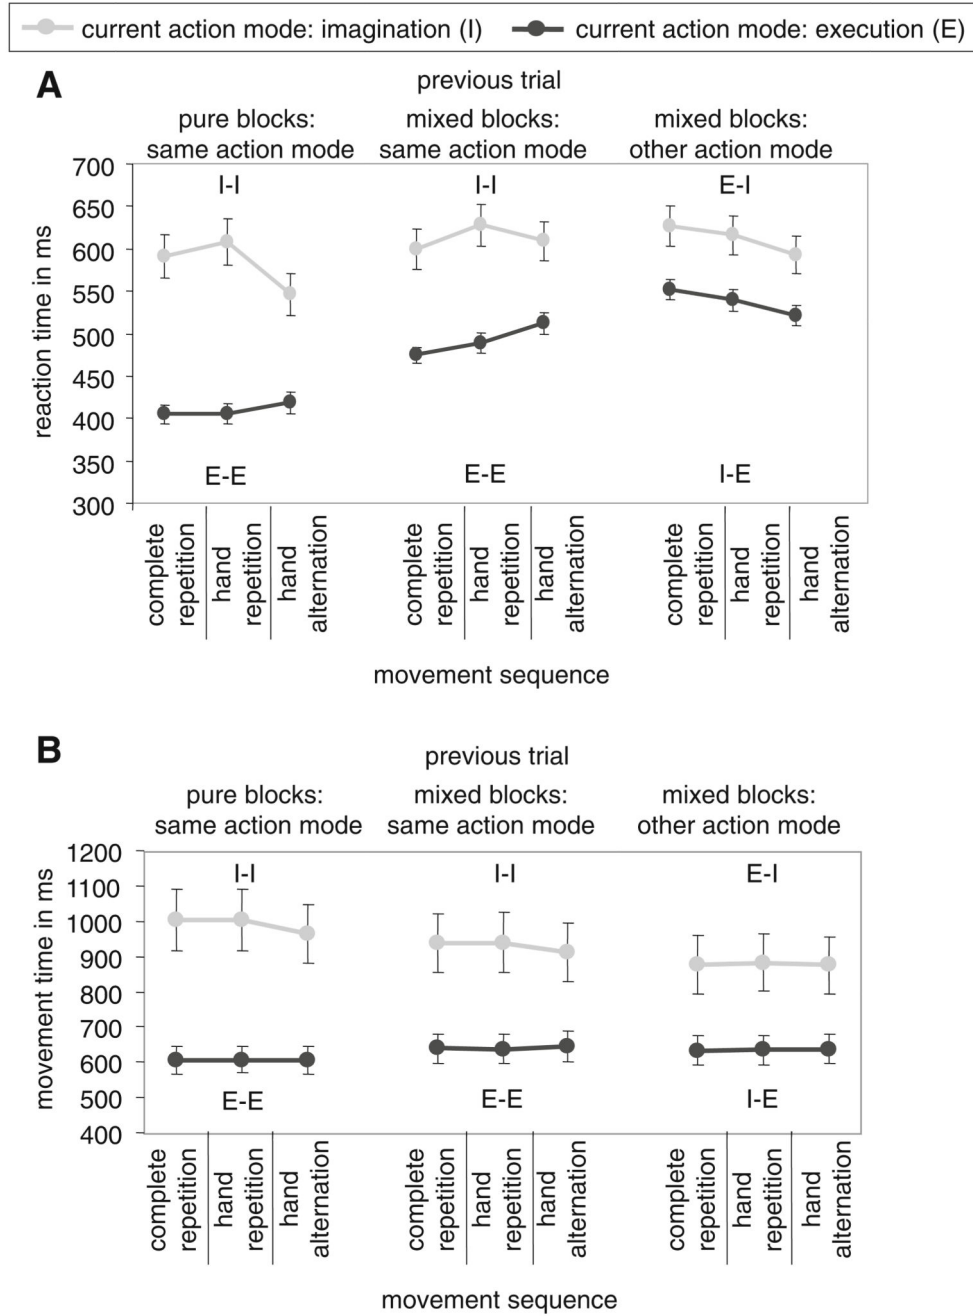 current action mode: imagination (I) current action mode: execution (E)
A
previous trial
pure blocks: mixed blocks: mixed blocks:
same action mode same action mode other action mode
700
650
600
550
500
450
400
350
300
reaction time in ms
I-I I-I E-I
E-E E-E I-E
complete repetition hand repetition hand alternation
complete repetition hand repetition hand alternation
complete repetition hand repetition hand alternation
movement sequence
B
previous trial
pure blocks: mixed blocks: mixed blocks:
same action mode same action mode other action mode
1200
1100
1000
900
800
700
600
500
400
movement time in ms
I-I I-I E-I
E-E E-E I-E
complete repetition hand repetition hand alternation
complete repetition hand repetition hand alternation
complete repetition hand repetition hand alternation
movement sequence